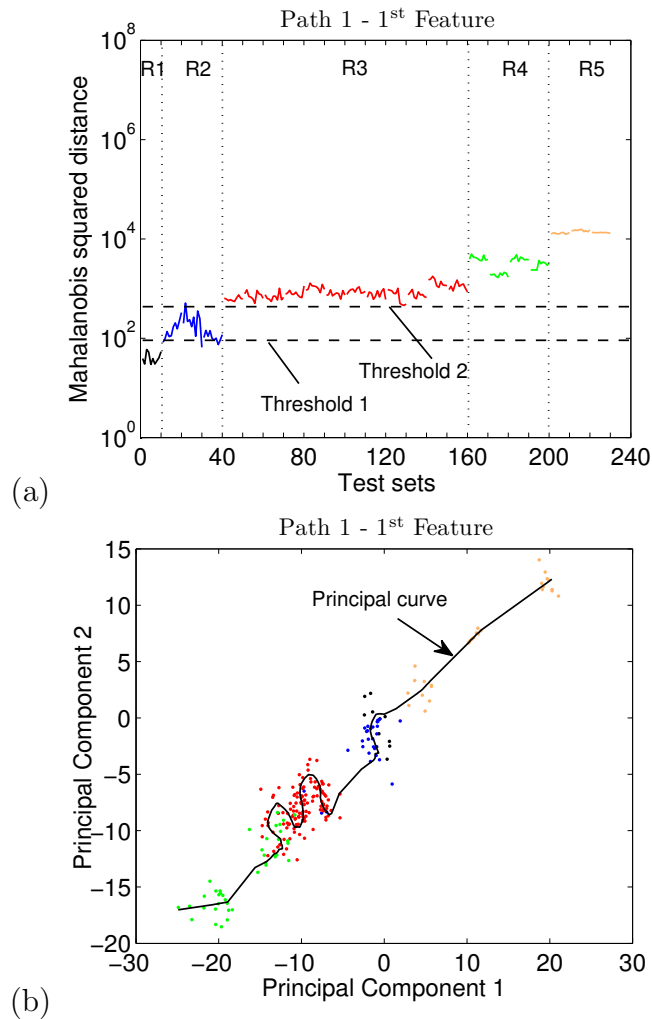 Path 1 - 1st Feature
10^8
10^6
10^4
10^2
10^0
R1 R2 R3 R4 R5
Mahalanobis squared distance
Threshold 2
Threshold 1
0 40 80 120 160 200 240
Test sets
(a)
Path 1 - 1st Feature
15
10
5
0
−5
−10
−15
−20
Principal curve
Principal Component 2
−30 −20 −10 0 10 20 30
Principal Component 1
(b)